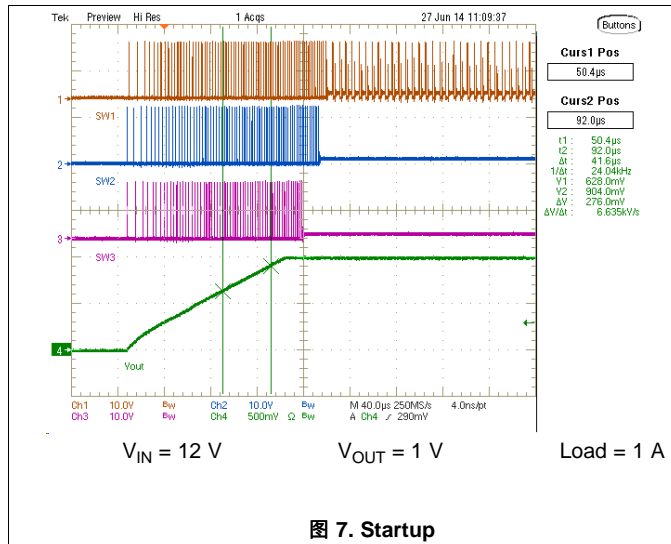 Tek Preview Hi Res 1 Acqs 27 Jun 14 11:09:37
Buttons
Curs1 Pos
50.4µs
Curs2 Pos
92.0µs
t1: 50.4µs
t2: 92.0µs
Δt: 41.6µs
1/Δt: 24.04kHz
Y1: 628.0mV
Y2: 904.0mV
ΔY: 276.0mV
ΔV/Δt: 6.635kV/s
1
SW1
2
SW2
3
SW3
4
Yout
Ch1 10.0V Bw Ch2 10.0V Bw M 40.0µs 250MS/s 4.0ns/pt
Ch3 10.0V Bw Ch4 500mV Ω Bw A Ch4 ∕ 290mV
V_IN = 12 V V_OUT = 1 V Load = 1 A
图 7. Startup